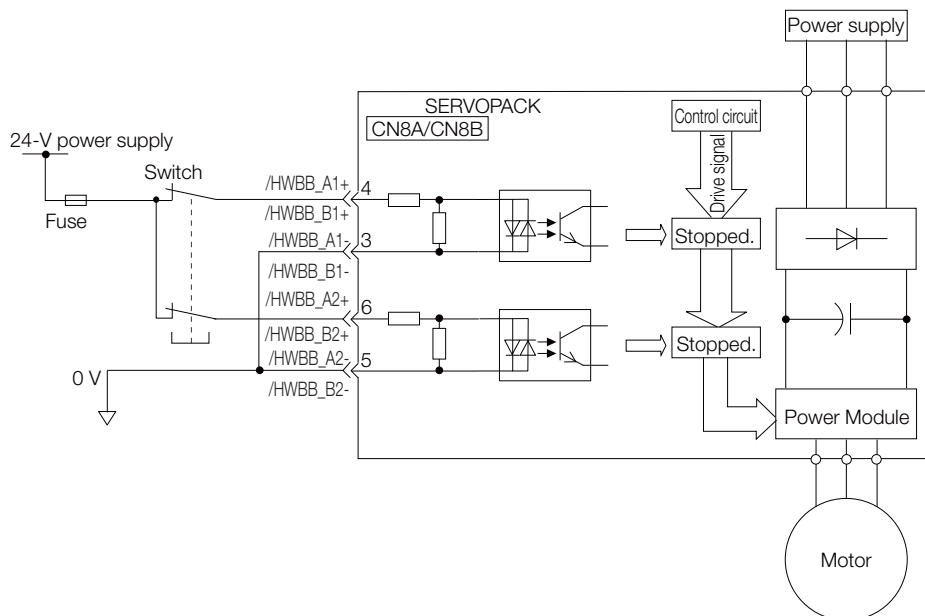 Power supply
SERVOPACK
CN8A/CN8B
Control circuit
Drive signal
24-V power supply
Switch
Fuse
/HWBB_A1+
4
/HWBB_B1+
/HWBB_A1-
3
/HWBB_B1-
Stopped.
/HWBB_A2+
6
/HWBB_B2+
/HWBB_A2-
5
/HWBB_B2-
Stopped.
0 V
Power Module
Motor